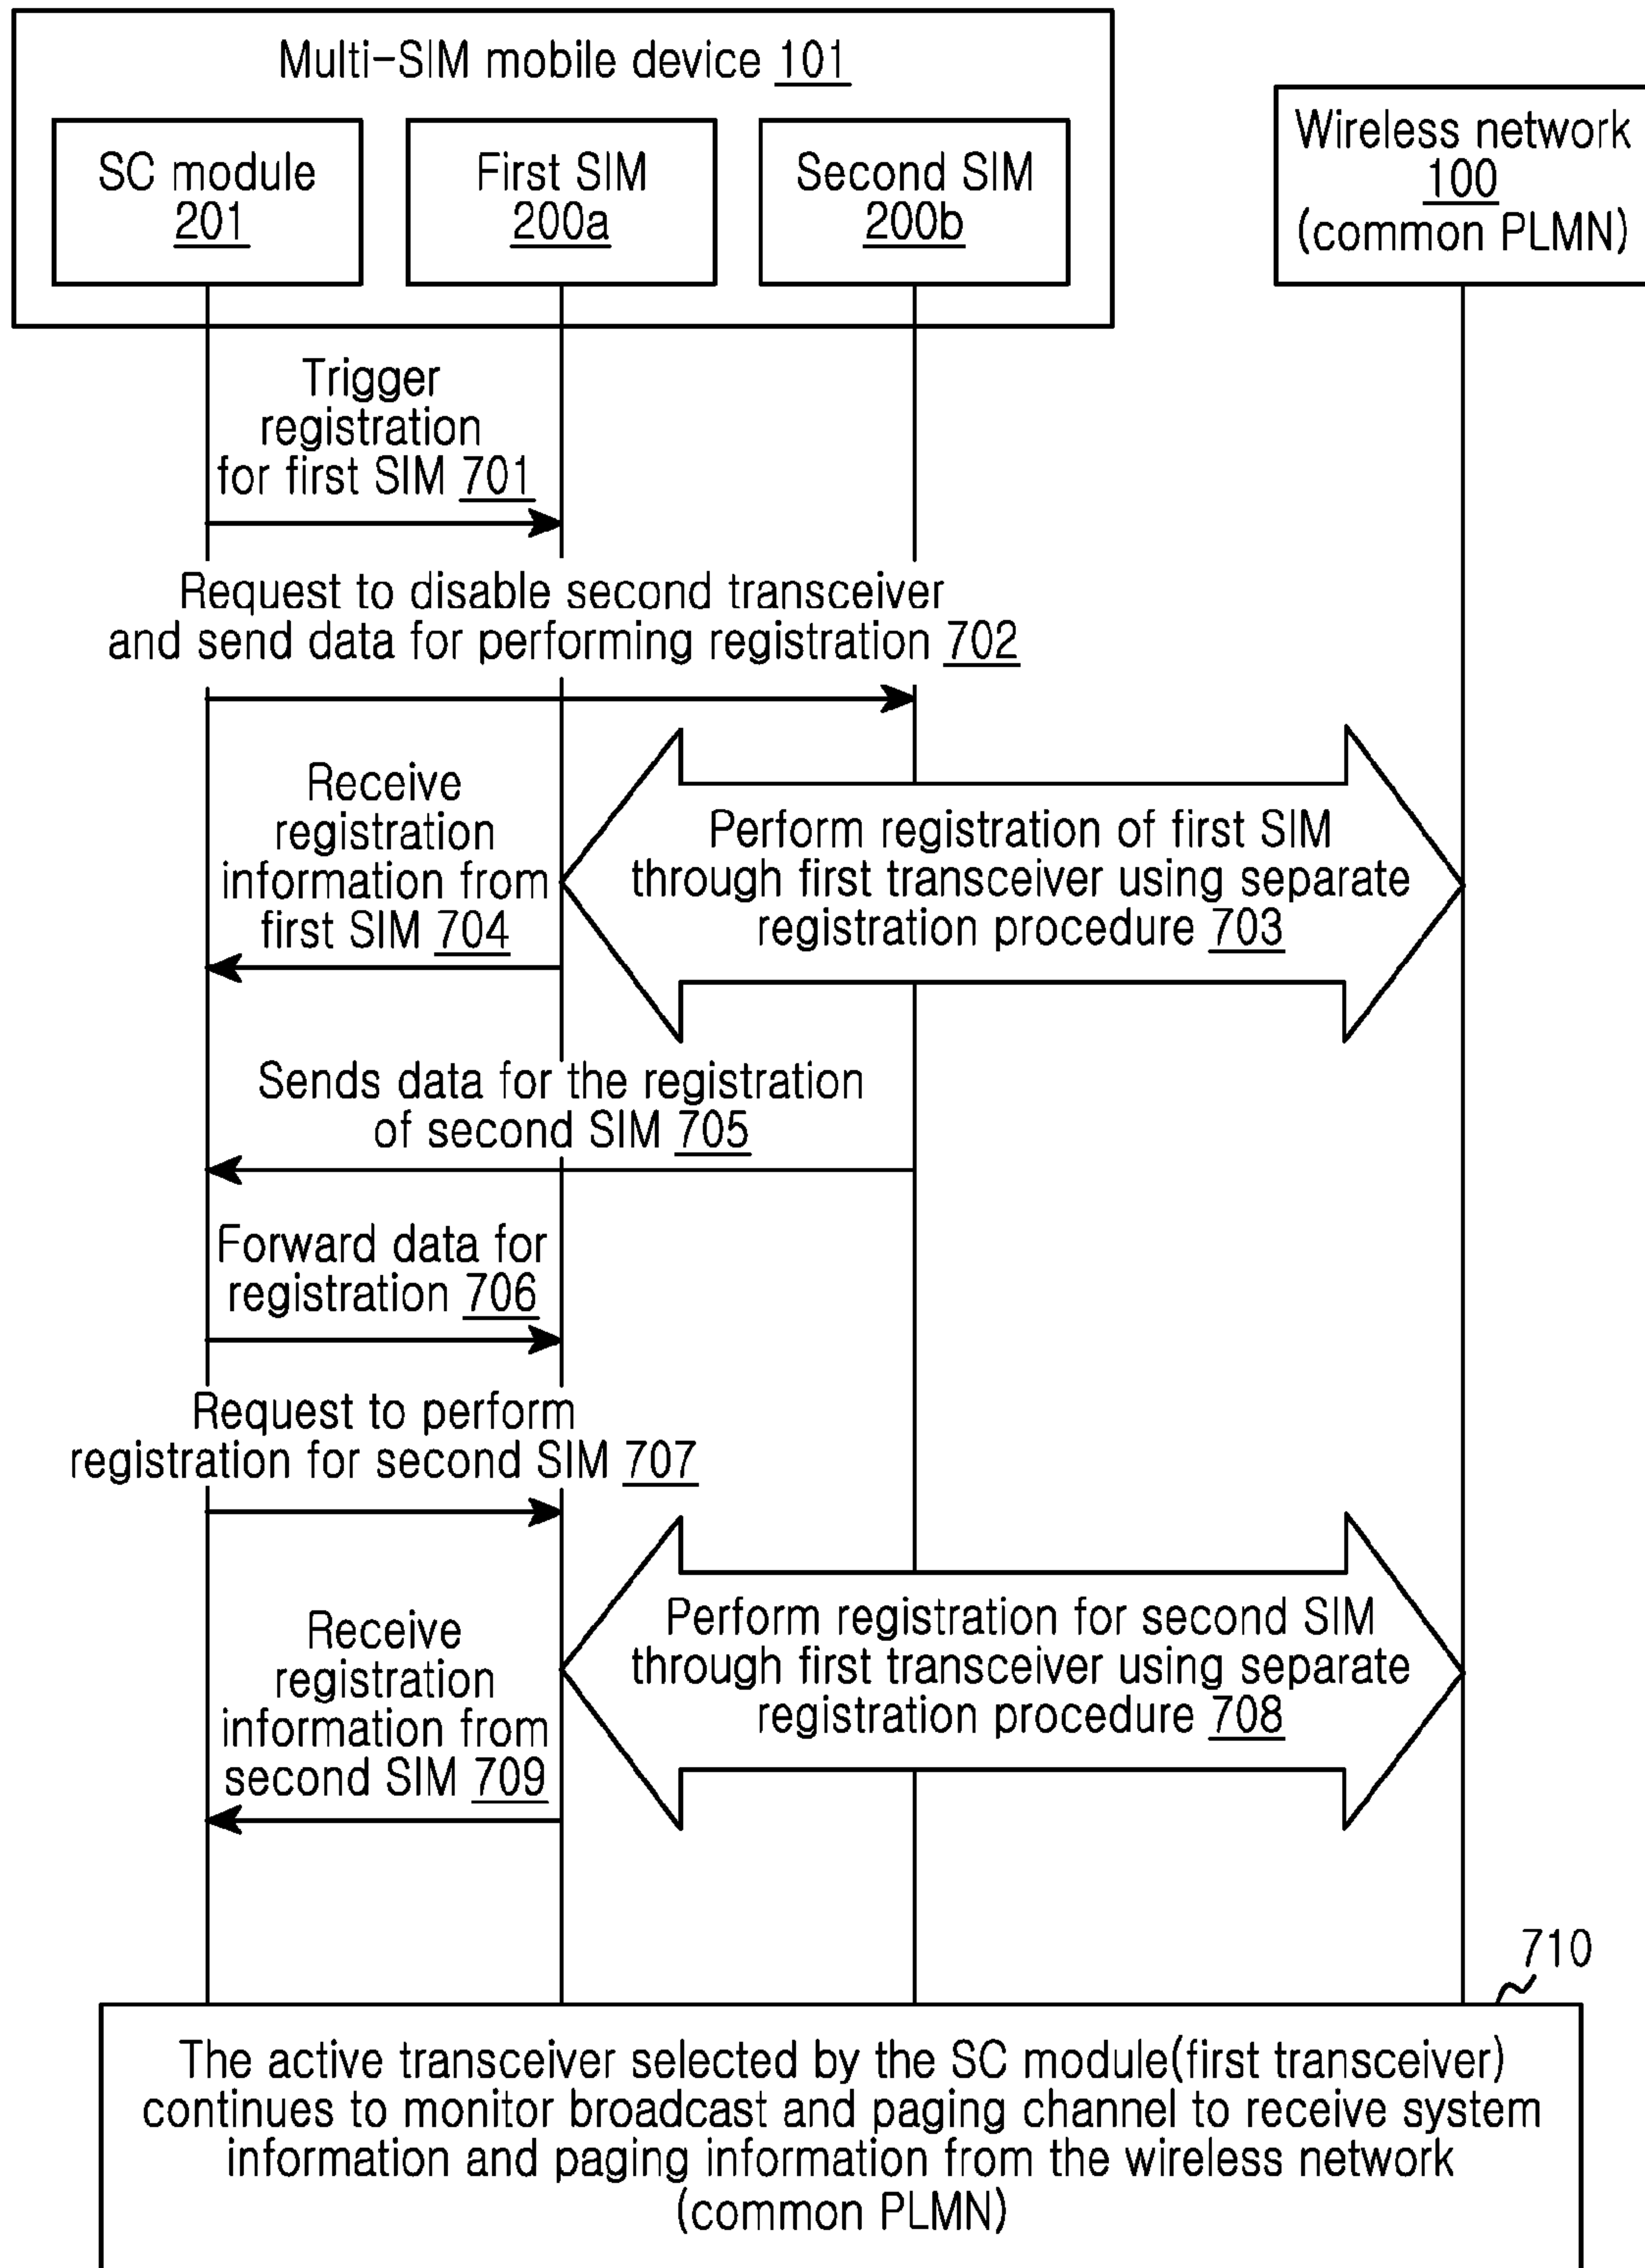 Multi-SIM mobile device 101
SC module
201
First SIM
200a
Second SIM
200b
Wireless network
100
(common PLMN)
Trigger
registration
for first SIM 701
Request to disable second transceiver
and send data for performing registration 702
Perform registration of first SIM
through first transceiver using separate
registration procedure 703
Receive
registration
information from
first SIM 704
Sends data for the registration
of second SIM 705
Forward data for
registration 706
Request to perform
registration for second SIM 707
Perform registration for second SIM
through first transceiver using separate
registration procedure 708
Receive
registration
information from
second SIM 709
710
The active transceiver selected by the SC module(first transceiver)
continues to monitor broadcast and paging channel to receive system
information and paging information from the wireless network
(common PLMN)